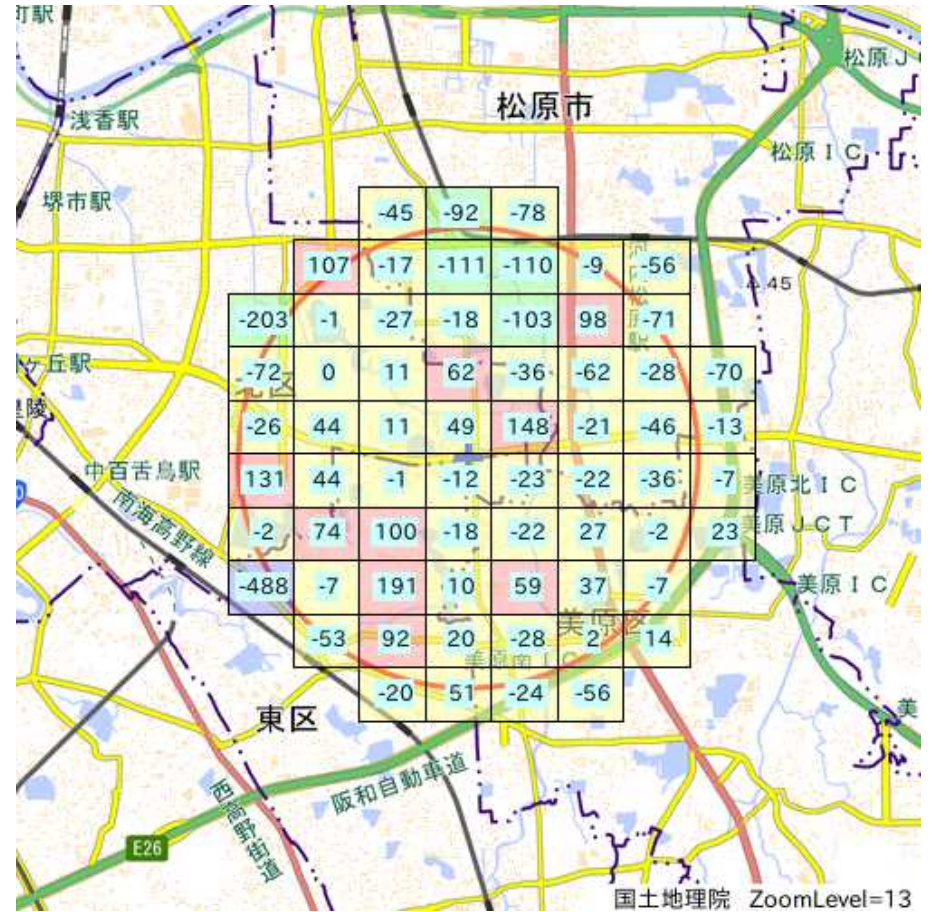 町駅
松原J
浅香駅
松原市
松原IC
堺市駅
-45 -92 -78
107 -17 -111 -110 -9 -56
45
-203 -1 -27 -18 -103 98 -71
ヶ丘駅
-72 0 11 62 -36 -62 -28 -70
北区
陵
-26 44 11 49 148 -21 -46 -13
中百舌鳥駅
131 44 -1 -12 -23 -22 -36 -7
美原北IC
南海高野線
-2 74 100 -18 -22 27 -2 23
美原JCT
-488 -7 191 10 59 37 -7
美原IC
美原区
-53 92 20 -28 2 14
美原南IC
-20 51 -24 -56
美
東区
阪和自動車道
西高野街道
E26
国土地理院 ZoomLevel=13